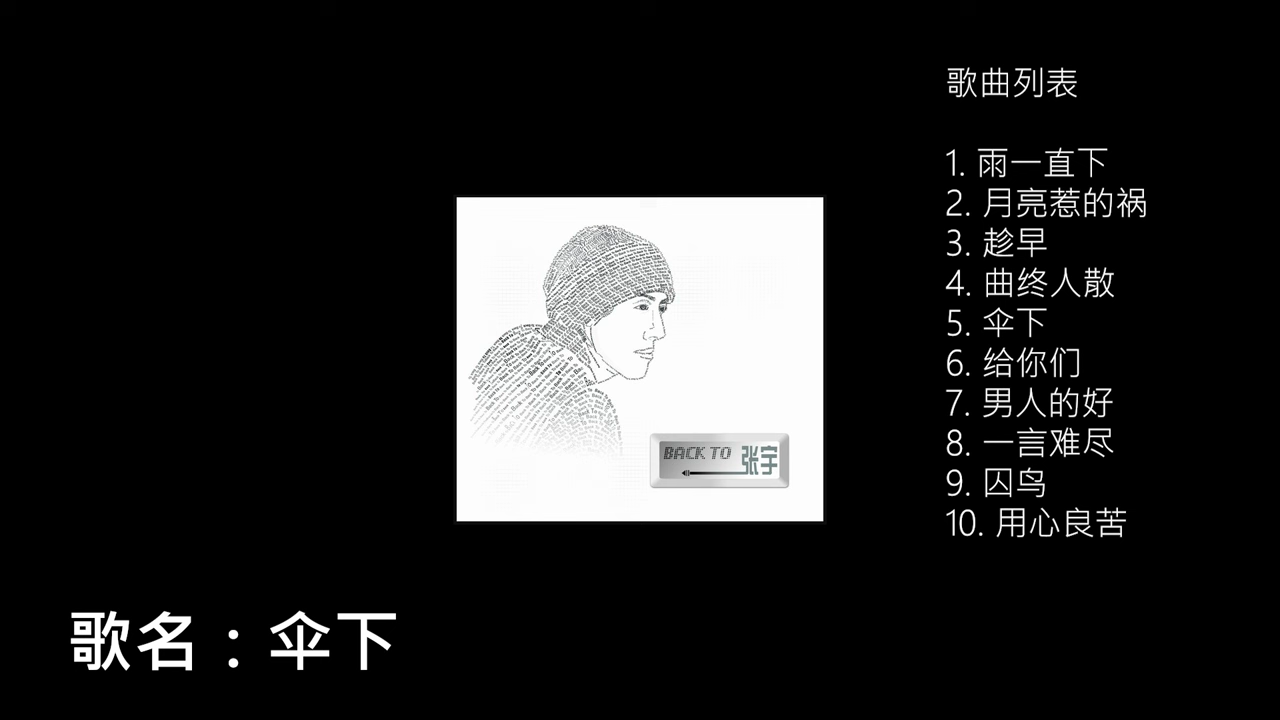 歌曲列表
1. 雨一直下
2. 月亮惹的祸
3. 趁早
4. 曲终人散
5. 伞下
6. 给你们
7. 男人的好
8. 一言难尽
9. 囚鸟
10. 用心良苦
BACK TO 张宇
歌名：伞下